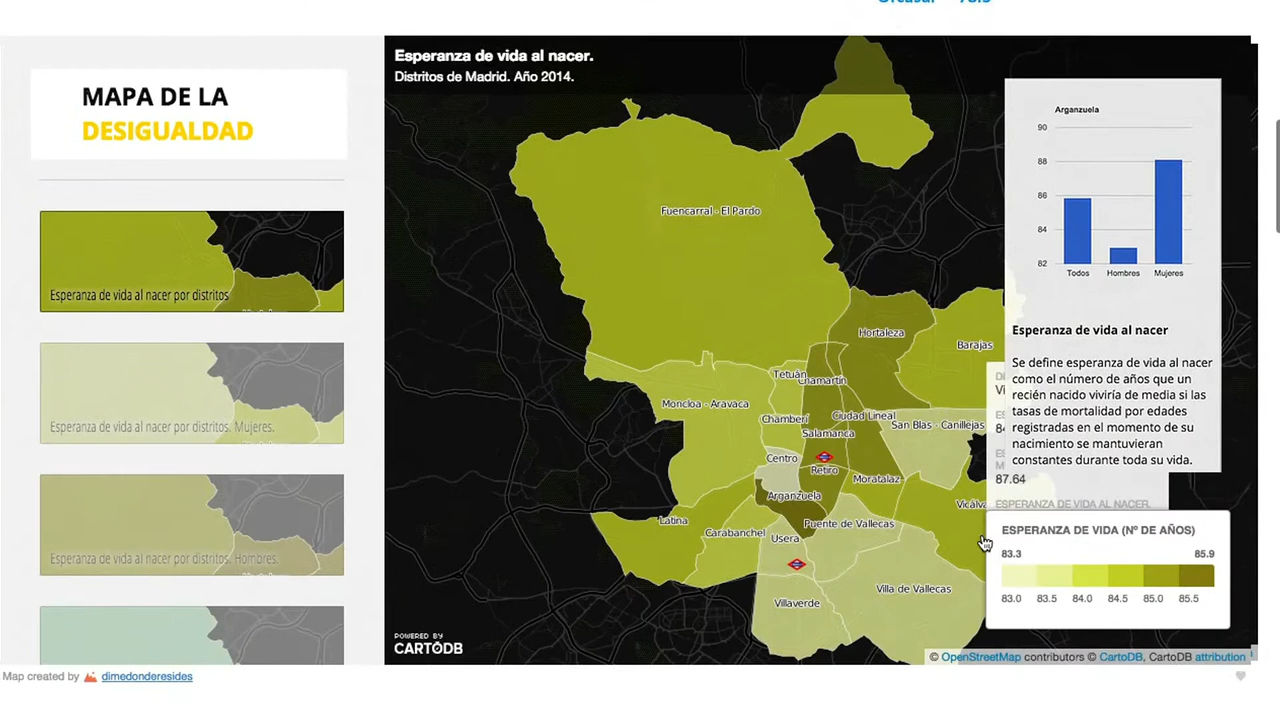 MAPA DE LA
DESIGUALDAD
Esperanza de vida al nacer por distritos
Esperanza de vida al nacer por distritos. Mujeres.
Esperanza de vida al nacer por distritos. Hombres.
Esperanza de vida al nacer.
Distritos de Madrid. Año 2014.
Fuencarral - El Pardo
Hortaleza
Barajas
Tetuán
Chamartín
Moncloa - Aravaca
Chamberí
Ciudad Lineal
San Blas - Canillejas
Salamanca
Centro
Retiro
Moratalaz
Arganzuela
Latina
Carabanchel
Usera
Puente de Vallecas
Villa de Vallecas
Villaverde
Arganzuela
90
88
86
84
82
Todos Hombres Mujeres
Esperanza de vida al nacer
Se define esperanza de vida al nacer
como el número de años que un
recién nacido viviría de media si las
tasas de mortalidad por edades
registradas en el momento de su
nacimiento se mantuvieran
constantes durante toda su vida.
87.64
ESPERANZA DE VIDA AL NACER.
ESPERANZA DE VIDA (Nº DE AÑOS)
83.3 85.9
83.0 83.5 84.0 84.5 85.0 85.5
POWERED BY
CARTODB
© OpenStreetMap contributors © CartoDB, CartoDB attribution
Map created by dimedonderesides